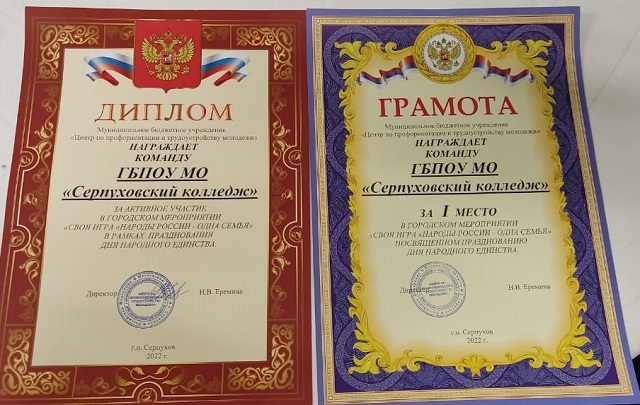 ДИПЛОМ
Муниципальное бюджетное учреждение
«Центр по профориентации и трудоустройству молодежи»
НАГРАЖДАЕТ
КОМАНДУ
ГБПОУ МО
«Серпуховский колледж»
ЗА АКТИВНОЕ УЧАСТИЕ
В ГОРОДСКОМ МЕРОПРИЯТИИ
«СВОЯ ИГРА «НАРОДЫ РОССИИ - ОДНА СЕМЬЯ»
В РАМКАХ ПРАЗДНОВАНИЯ
ДНЯ НАРОДНОГО ЕДИНСТВА.
Директор Н.В. Еремина
г.о. Серпухов
2022 г.
ГРАМОТА
Муниципальное бюджетное учреждение
«Центр по профориентации и трудоустройству молодежи»
НАГРАЖДАЕТ
КОМАНДУ
ГБПОУ МО
«Серпуховский колледж»
ЗА I МЕСТО
В ГОРОДСКОМ МЕРОПРИЯТИИ
«СВОЯ ИГРА «НАРОДЫ РОССИИ - ОДНА СЕМЬЯ»
ПОСВЯЩЕННОМ ПРАЗДНОВАНИЮ
ДНЯ НАРОДНОГО ЕДИНСТВА.
Директор Н.В. Еремина
г.о. Серпухов
2022 г.